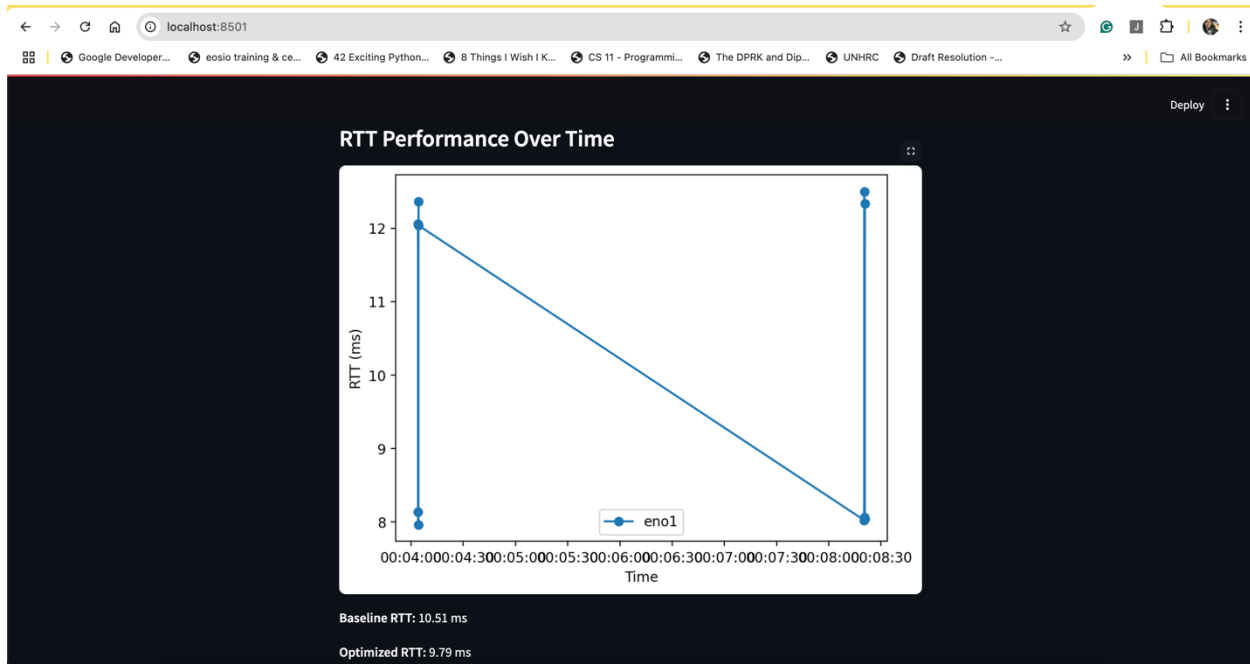 localhost:8501
Google Developer... eosio training & ce... 42 Exciting Python... 8 Things I Wish I K... CS 11 - Programmi... The DPRK and Dip... UNHRC Draft Resolution -... » All Bookmarks
Deploy
RTT Performance Over Time
12
11
10
9
8
RTT (ms)
eno1
00:04:00 00:04:30 00:05:00 00:05:30 00:06:00 00:06:30 00:07:00 00:07:30 00:08:00 00:08:30
Time
Baseline RTT: 10.51 ms
Optimized RTT: 9.79 ms